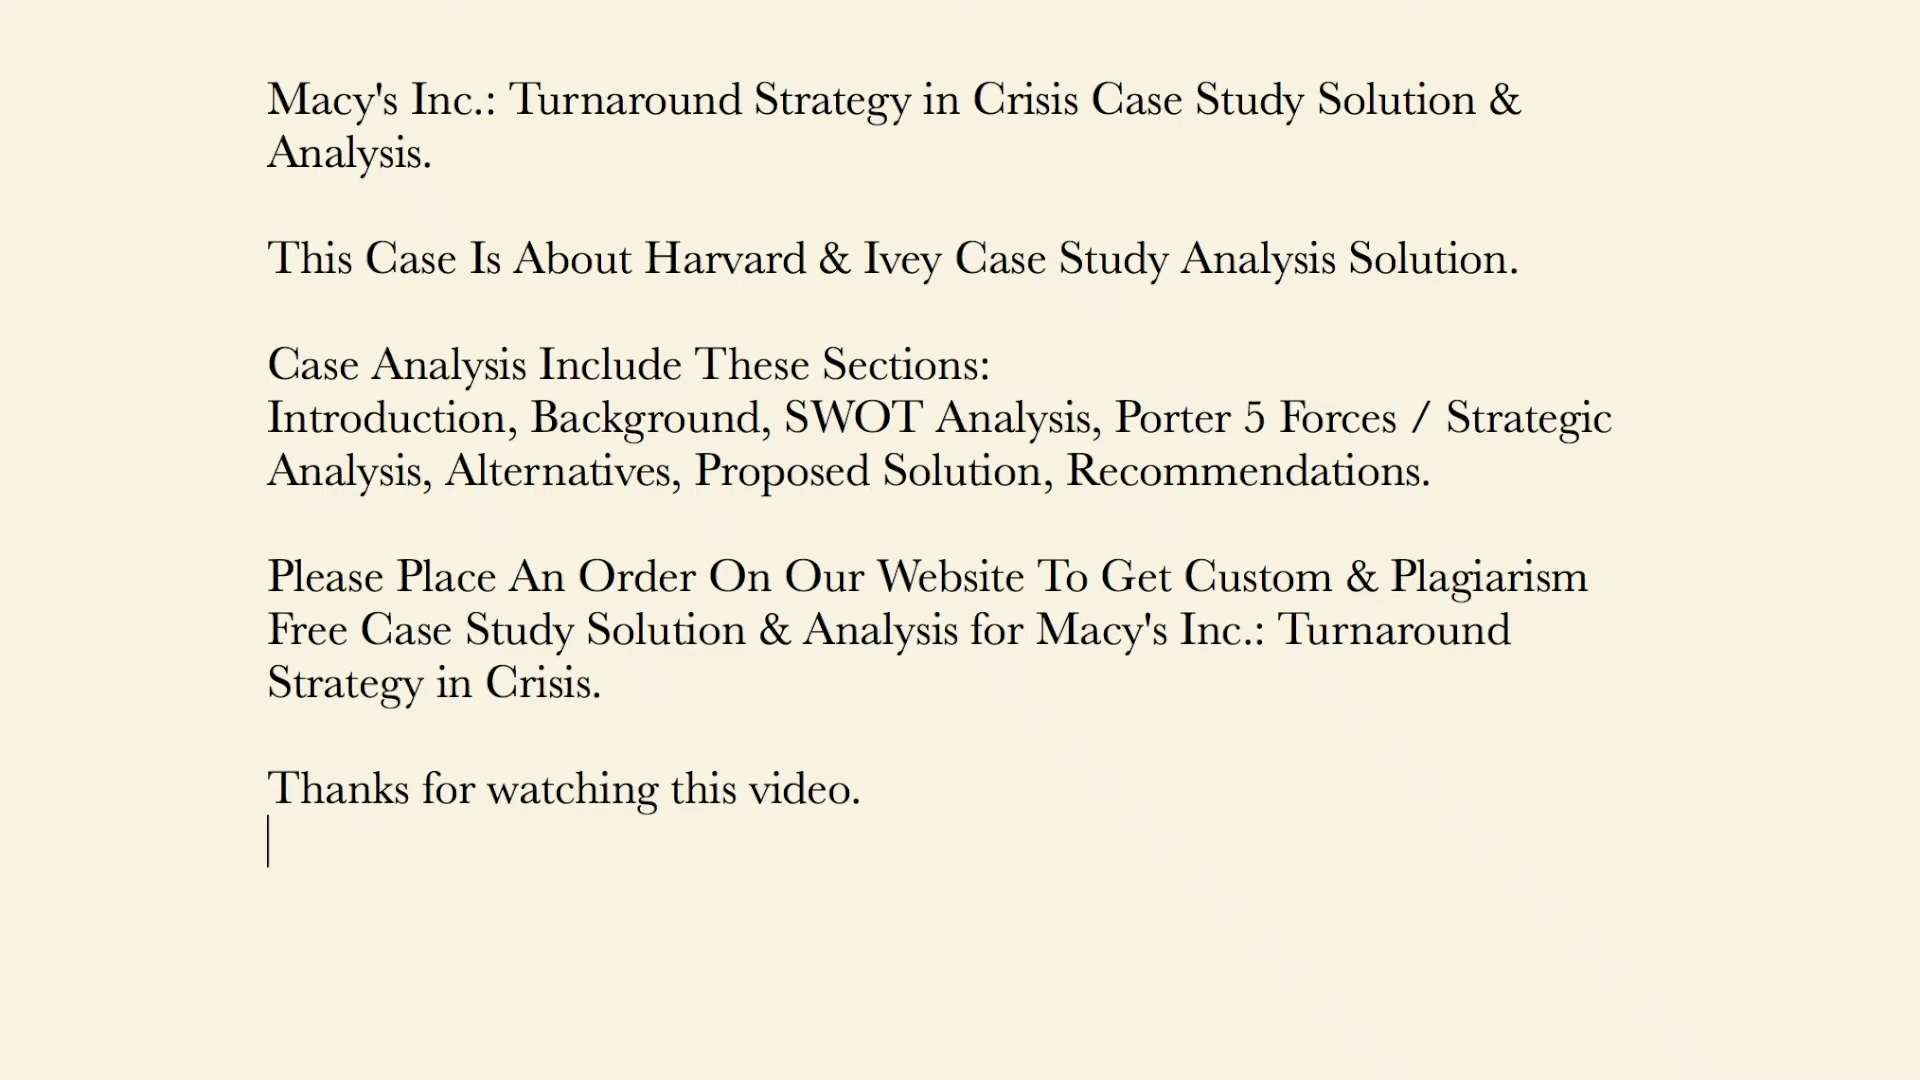 Macy's Inc.: Turnaround Strategy in Crisis Case Study Solution &
Analysis.
This Case Is About Harvard & Ivey Case Study Analysis Solution.
Case Analysis Include These Sections:
Introduction, Background, SWOT Analysis, Porter 5 Forces / Strategic
Analysis, Alternatives, Proposed Solution, Recommendations.
Please Place An Order On Our Website To Get Custom & Plagiarism
Free Case Study Solution & Analysis for Macy's Inc.: Turnaround
Strategy in Crisis.
Thanks for watching this video.